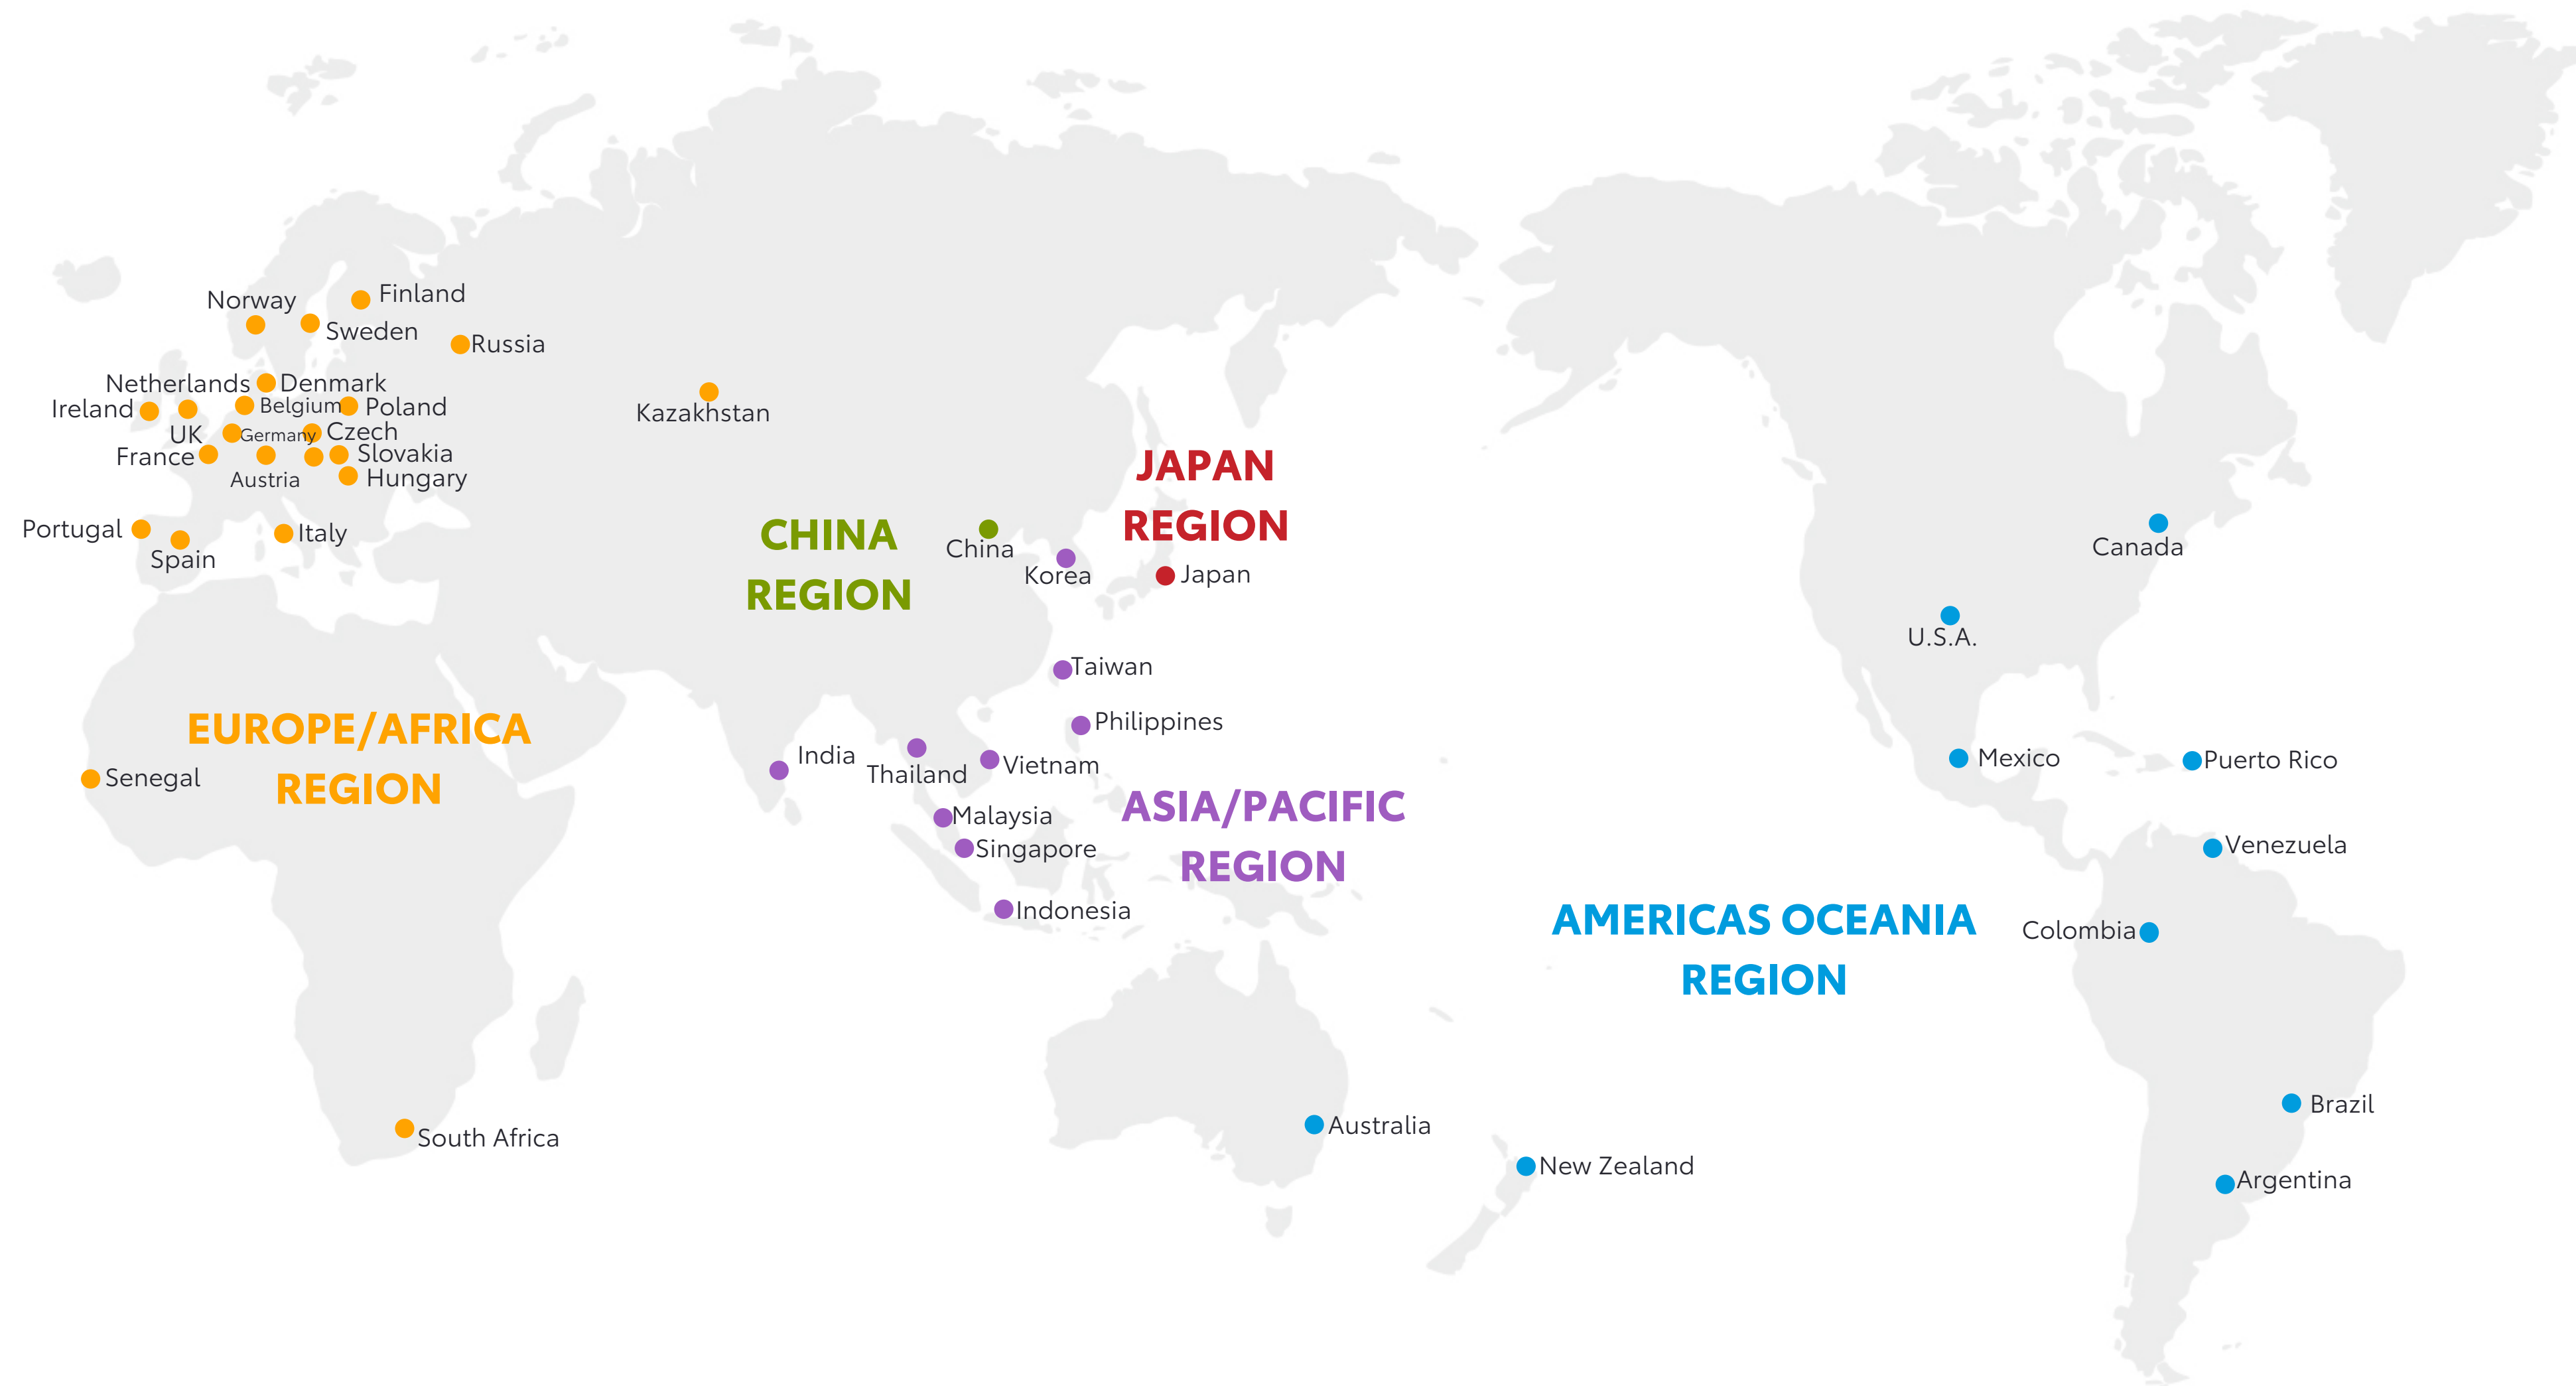 Norway
Finland
Sweden
Russia
Netherlands
Denmark
Ireland
Belgium
Poland
Kazakhstan
UK
Germany
Czech
France
Slovakia
Austria
Hungary
Portugal
Spain
Italy
JAPAN
REGION
CHINA
REGION
China
Korea
Japan
Canada
U.S.A.
Taiwan
Philippines
EUROPE/AFRICA
REGION
Senegal
India
Thailand
Vietnam
Mexico
Puerto Rico
Malaysia
ASIA/PACIFIC
REGION
Singapore
Venezuela
Indonesia
AMERICAS OCEANIA
REGION
Colombia
South Africa
Australia
New Zealand
Brazil
Argentina